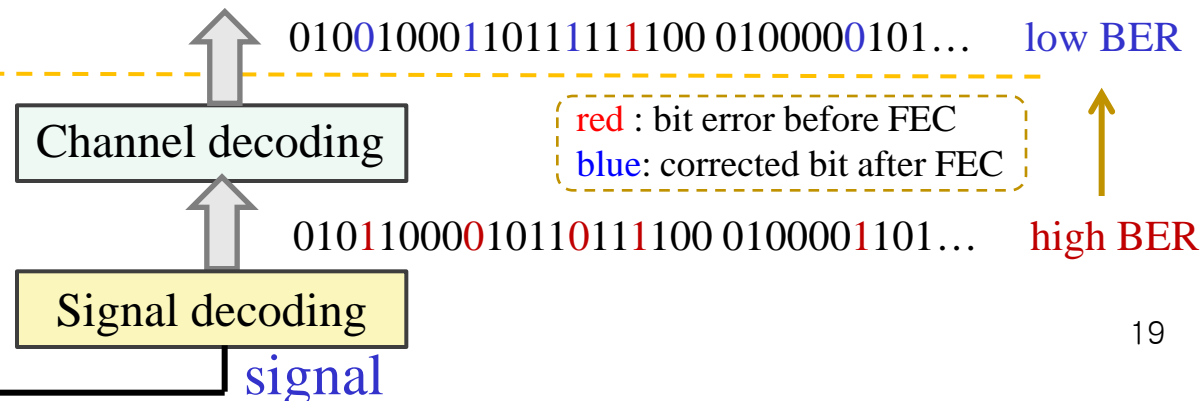 010010001101111111100 0100000101… low BER
Channel decoding
red : bit error before FEC
blue: corrected bit after FEC
010110000101101111100 0100001101… high BER
Signal decoding
19
signal